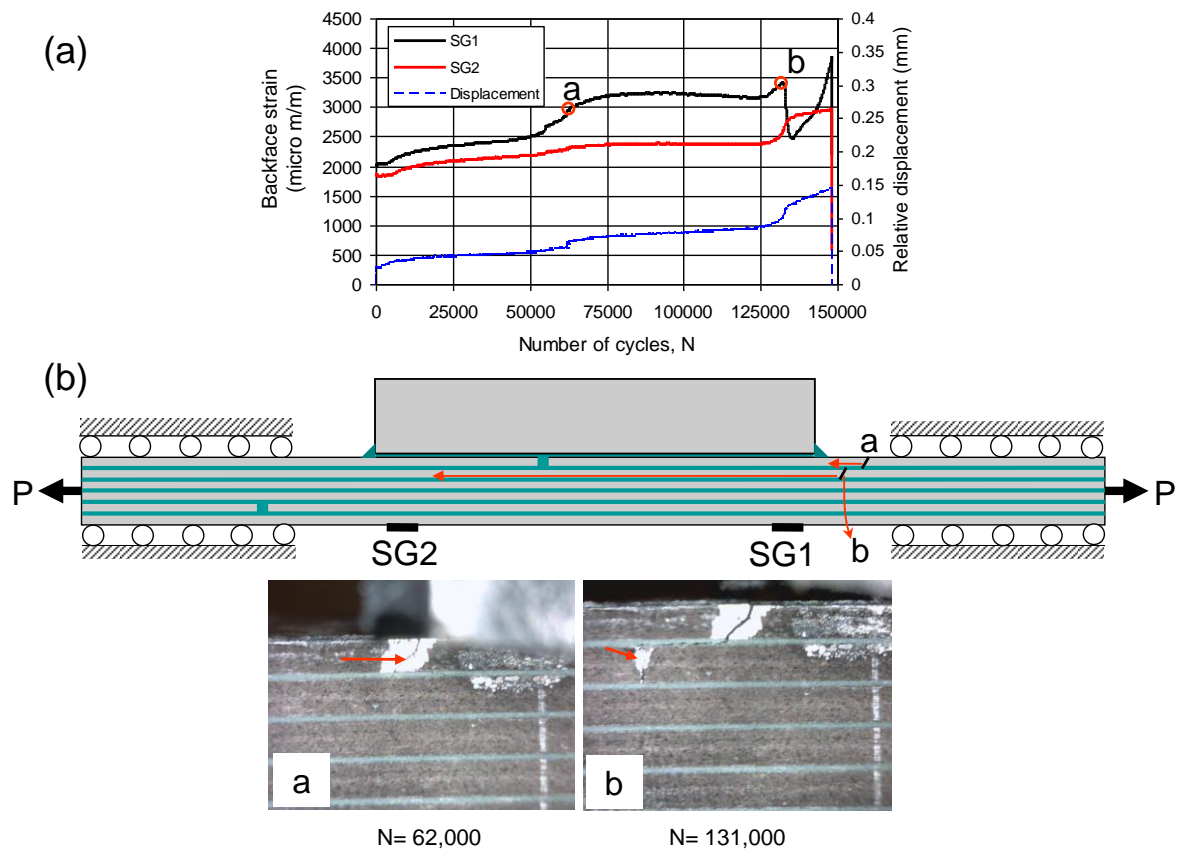 (a)
4500
4000
3500
3000
2500
2000
1500
1000
500
0
Backface strain
(micro m/m)
SG1
SG2
Displacement
a
b
0.4
0.35
0.3
0.25
0.2
0.15
0.1
0.05
0
Relative displacement (mm)
0 25000 50000 75000 100000 125000 150000
Number of cycles, N
(b)
a
P
P
SG2
SG1
b
a
b
N= 62,000
N= 131,000